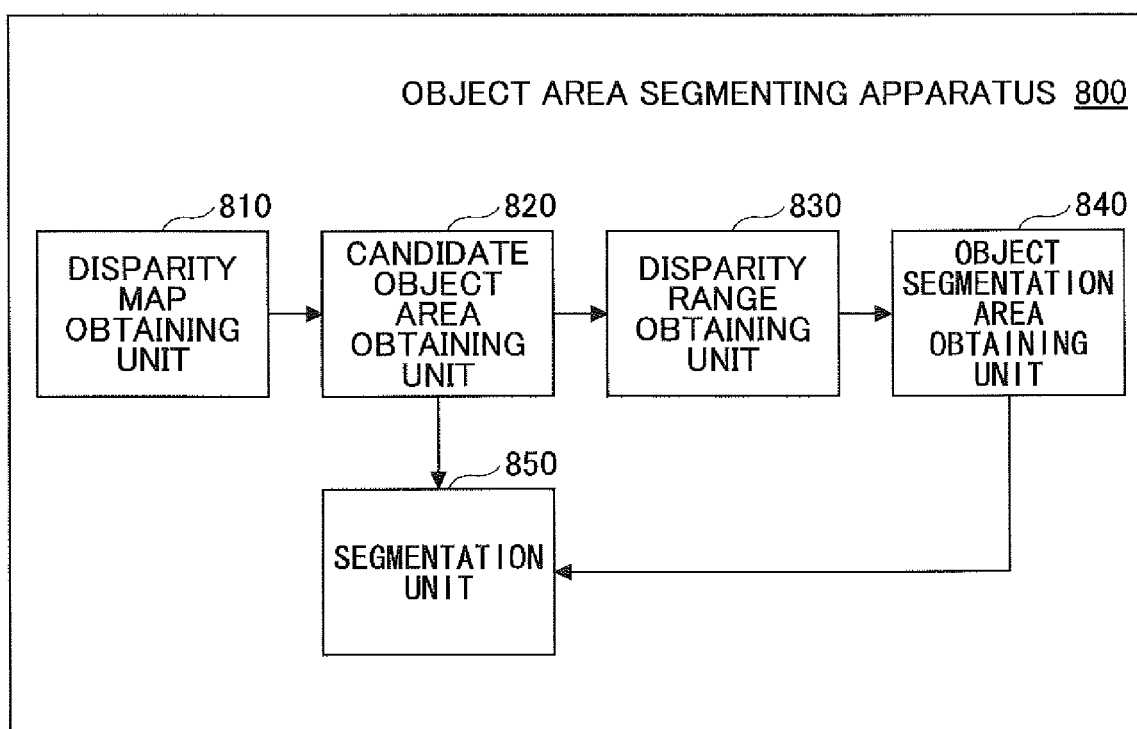 OBJECT AREA SEGMENTING APPARATUS 800
810
820
830
840
DISPARITY
MAP
OBTAINING
UNIT
CANDIDATE
OBJECT
AREA
OBTAINING
UNIT
DISPARITY
RANGE
OBTAINING
UNIT
OBJECT
SEGMENTATION
AREA
OBTAINING
UNIT
850
SEGMENTATION
UNIT